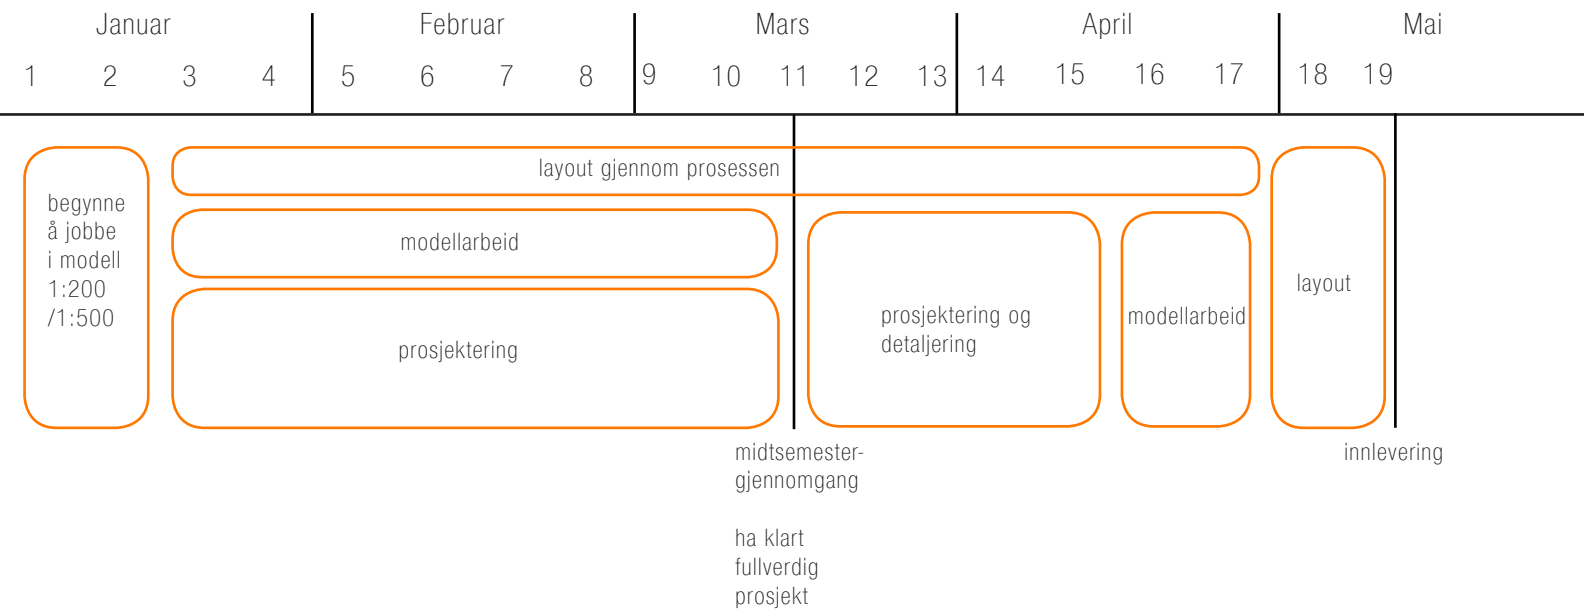 Januar Februar Mars April Mai
1 2 3 4 5 6 7 8 9 10 11 12 13 14 15 16 17 18 19
layout gjennom prosessen
begynne
å jobbe
i modell
1:200
/1:500
modellarbeid
prosjektering
prosjektering og
detaljering
modellarbeid
layout
midtsemester-
gjennomgang
ha klart
fullverdig
prosjekt
innlevering